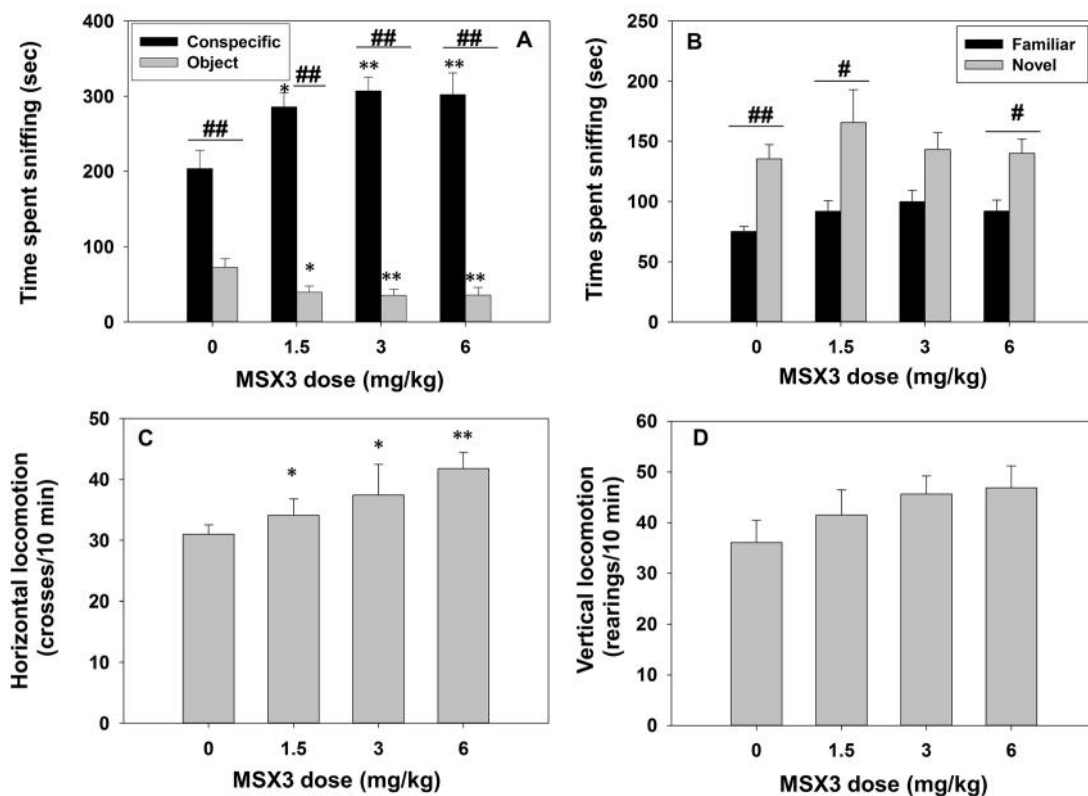 A
Conspecific
Object
Time spent sniffing (sec)
400
300
200
100
0
##
*
##
*
##
**
**
##
**
**
0 1.5 3 6
MSX3 dose (mg/kg)
B
Familiar
Novel
Time spent sniffing (sec)
250
200
150
100
50
0
##
#
#
0 1.5 3 6
MSX3 dose (mg/kg)
C
Horizontal locomotion
(crosses/10 min)
50
40
30
20
10
0
*
*
**
0 1.5 3 6
MSX3 dose (mg/kg)
D
Vertical locomotion
(rearings/10 min)
60
50
40
30
20
10
0
0 1.5 3 6
MSX3 dose (mg/kg)